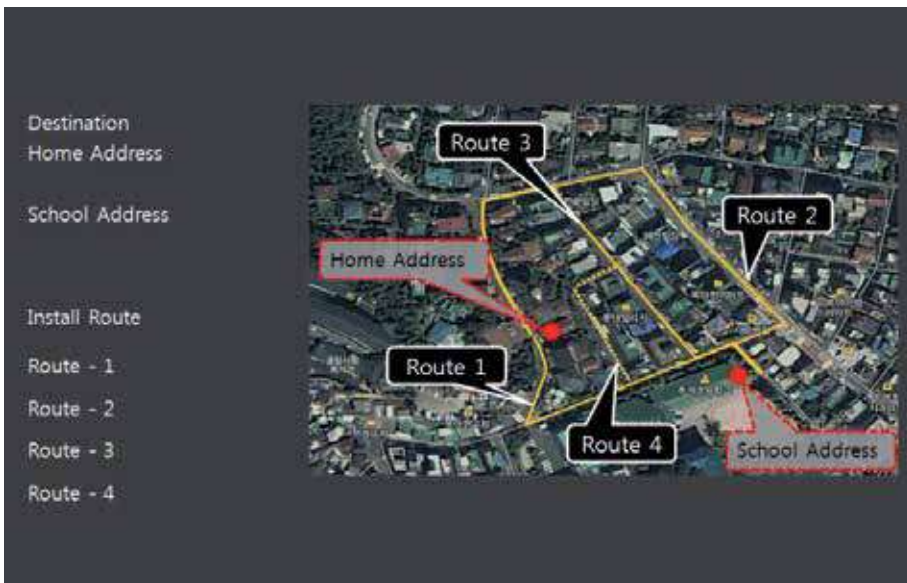 Destination
Home Address
School Address
Install Route
Route - 1
Route - 2
Route - 3
Route - 4
Route 3
Route 2
Home Address
Route 1
Route 4
School Address